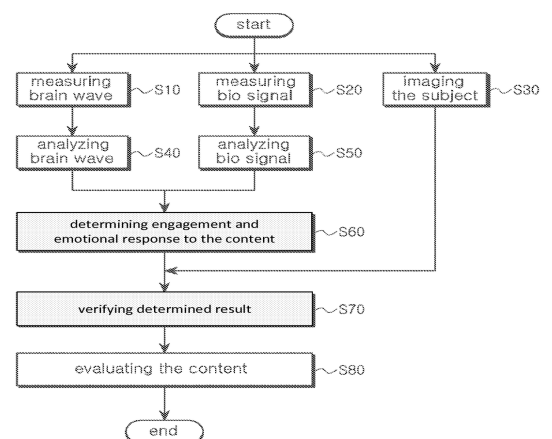 start
measuring
brain wave
S10
measuring
bio signal
S20
imaging
the subject
S30
analyzing
brain wave
S40
analyzing
bio signal
S50
determining engagement and
emotional response to the content
S60
verifying determined result
S70
evaluating the content
S80
end